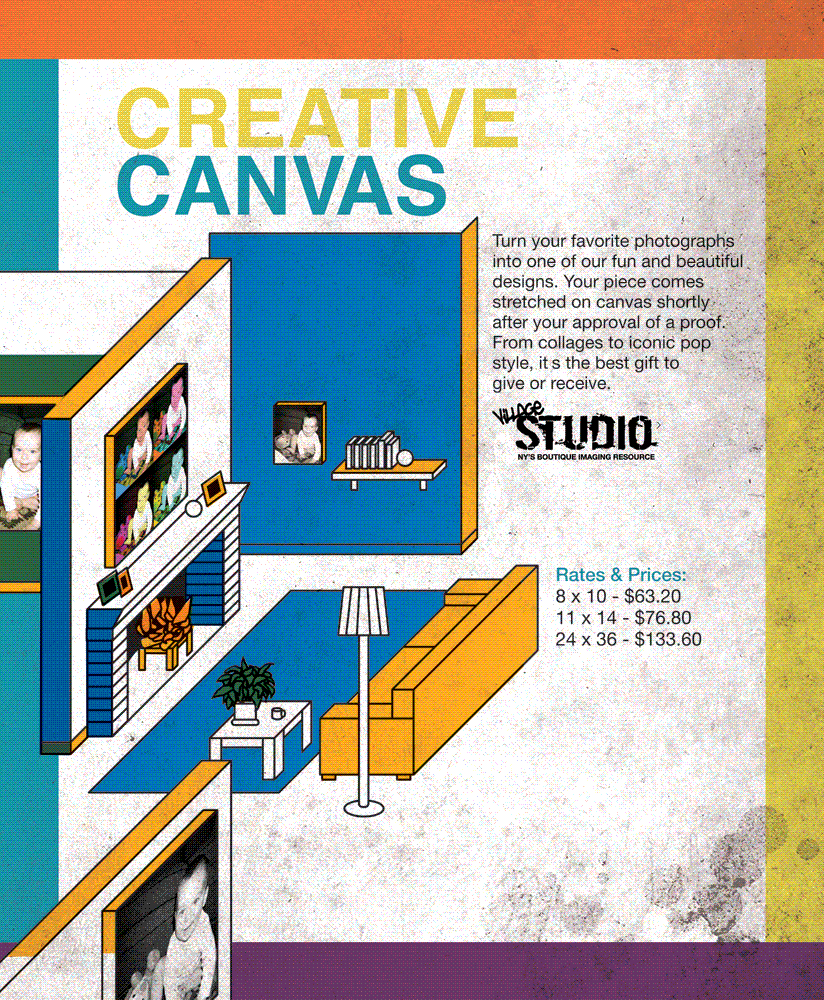 CREATIVE
CANVAS
Turn your favorite photographs
into one of our fun and beautiful
designs. Your piece comes
stretched on canvas shortly
after your approval of a proof.
From collages to iconic pop
style, it s the best gift to
give or receive.
ViLLAGE
STUDIO
NY'S BOUTIQUE IMAGING RESOURCE
Rates & Prices:
8 x 10 - $63.20
11 x 14 - $76.80
24 x 36 - $133.60